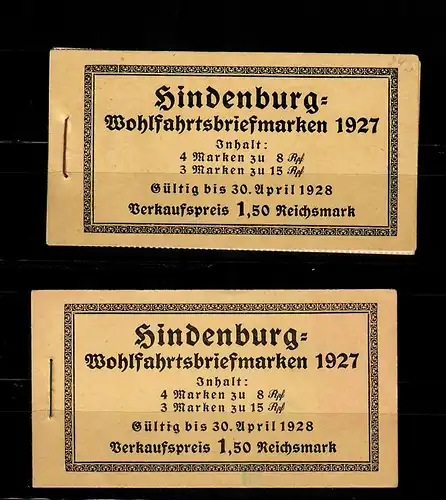 Hindenburg=
Wohlfahrtsbriefmarken 1927
Inhalt:
4 Marken zu 8 Rpf
3 Marken zu 15 Rpf
Gültig bis 30. April 1928
Verkaufspreis 1,50 Reichsmark
Hindenburg=
Wohlfahrtsbriefmarken 1927
Inhalt:
4 Marken zu 8 Rpf
3 Marken zu 15 Rpf
Gültig bis 30. April 1928
Verkaufspreis 1,50 Reichsmark